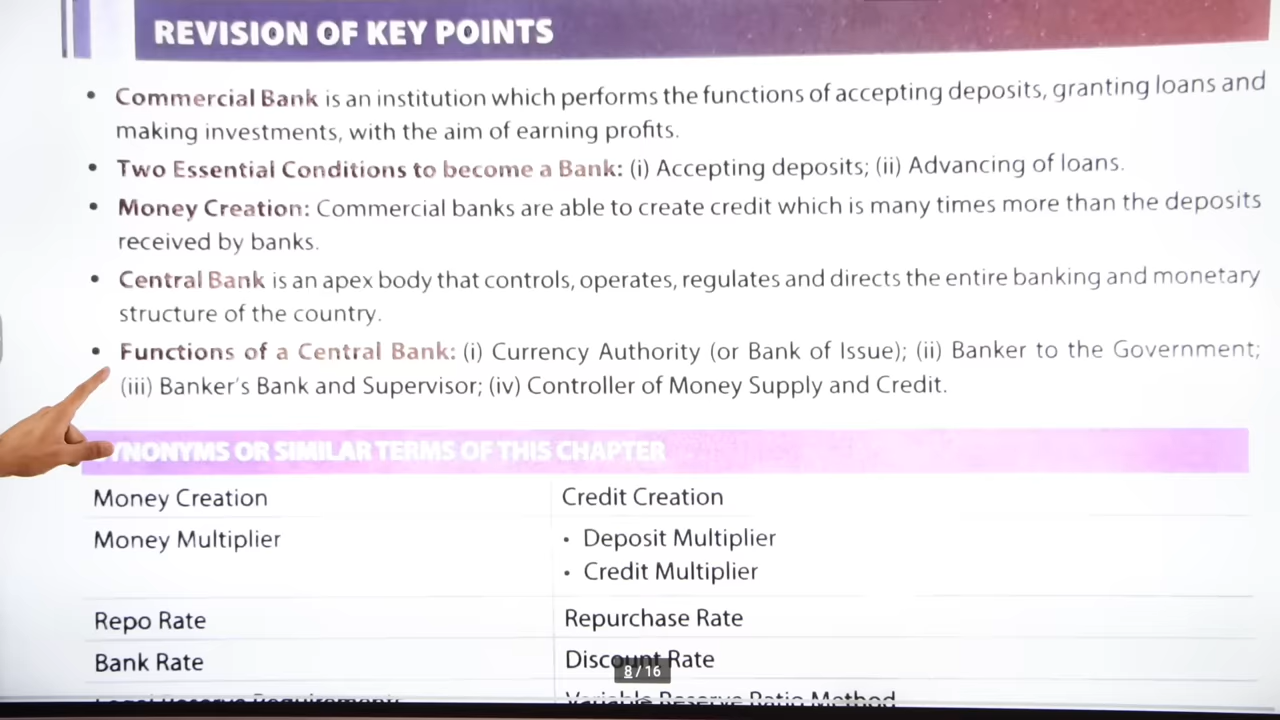 REVISION OF KEY POINTS
• Commercial Bank is an institution which performs the functions of accepting deposits, granting loans and
making investments, with the aim of earning profits.
• Two Essential Conditions to become a Bank: (i) Accepting deposits; (ii) Advancing of loans.
• Money Creation: Commercial banks are able to create credit which is many times more than the deposits
received by banks.
• Central Bank is an apex body that controls, operates, regulates and directs the entire banking and monetary
structure of the country.
• Functions of a Central Bank: (i) Currency Authority (or Bank of Issue); (ii) Banker to the Government;
(iii) Banker's Bank and Supervisor; (iv) Controller of Money Supply and Credit.
YNONYMS OR SIMILAR TERMS OF THIS CHAPTER
Money Creation Credit Creation
Money Multiplier • Deposit Multiplier
• Credit Multiplier
Repo Rate Repurchase Rate
Bank Rate Discount Rate
8 / 16
Variable Reserve Ratio Method